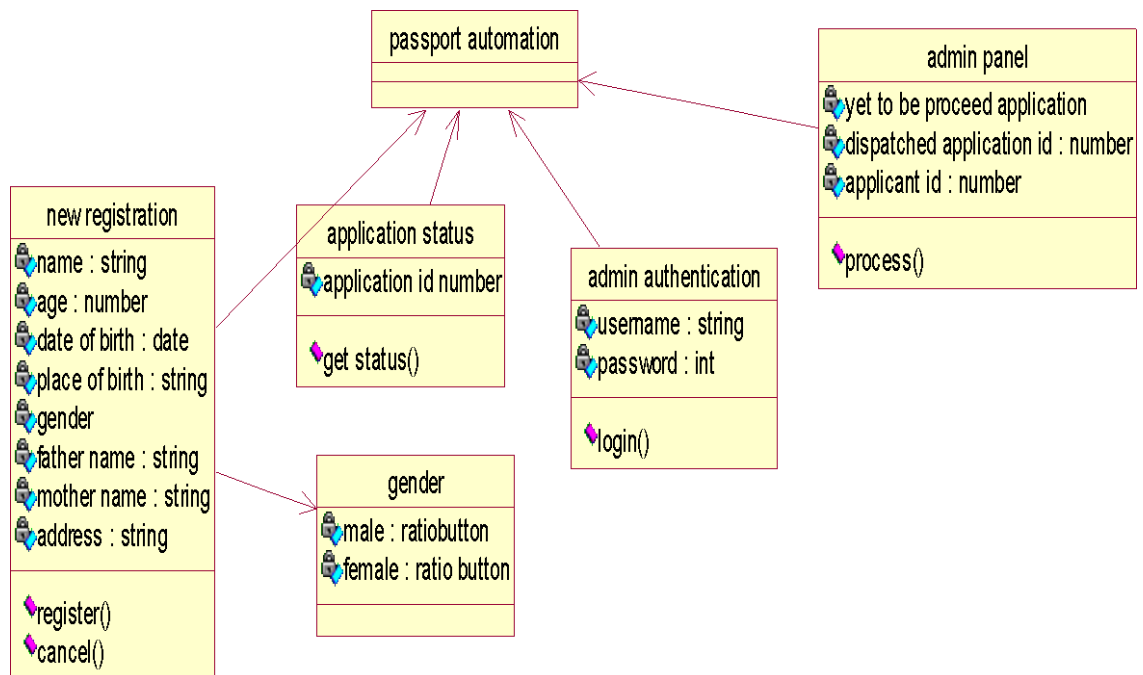 passport automation
admin panel
yet to be proceed application
dispatched application id : number
applicant id : number
process()
new registration
name : string
age : number
date of birth : date
place of birth : string
gender
father name : string
mother name : string
address : string
register()
cancel()
application status
application id number
get status()
admin authentication
username : string
password : int
login()
gender
male : ratiobutton
female : ratio button